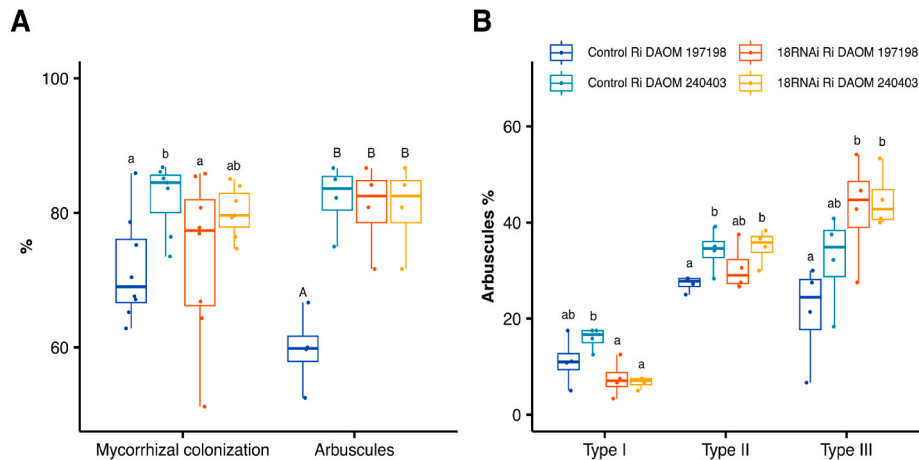 A
B
Control Ri DAOM 197198
18RNAi Ri DAOM 197198
Control Ri DAOM 240403
18RNAi Ri DAOM 240403
%
100
80
60
a
b
a
ab
A
B
B
B
Mycorrhizal colonization
Arbuscules
Arbuscules %
60
40
20
0
ab
b
a
a
a
b
ab
b
a
ab
b
b
Type I
Type II
Type III